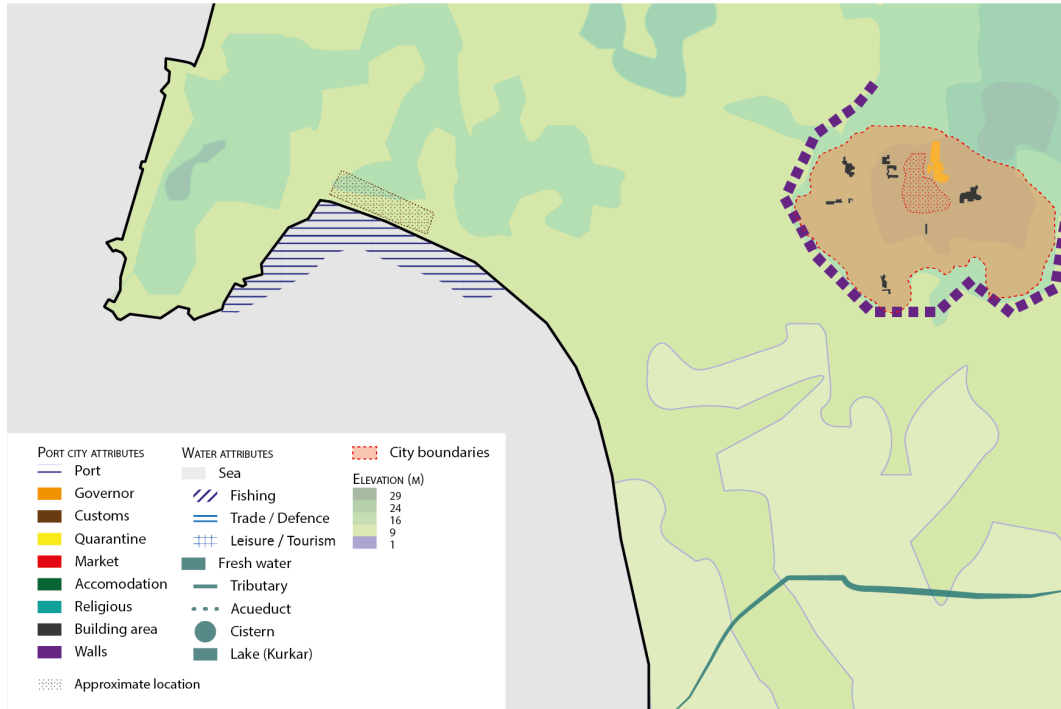 PORT CITY ATTRIBUTES
Port
Governor
Customs
Quarantine
Market
Accomodation
Religious
Building area
Walls
Approximate location
WATER ATTRIBUTES
Sea
Fishing
Trade / Defence
Leisure / Tourism
Fresh water
Tributary
Acueduct
Cistern
Lake (Kurkar)
City boundaries
ELEVATION (M)
29
24
16
9
1